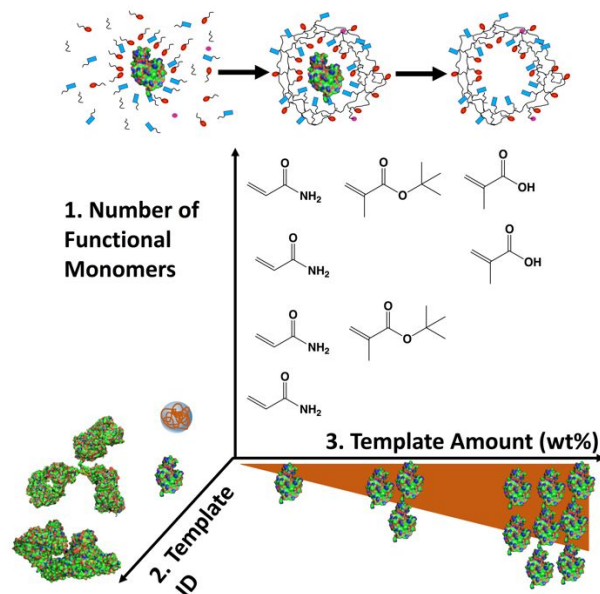 1. Number of
Functional
Monomers
O
NH₂
O
O
O
OH
O
NH₂
O
OH
O
NH₂
O
O
O
NH₂
3. Template Amount (wt%)
2. Template
ID